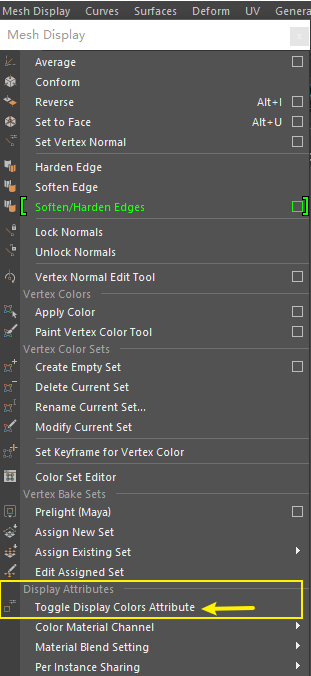 Mesh Display Curves Surfaces Deform UV Genera
Mesh Display
Average
Conform
Reverse Alt+I
Set to Face Alt+U
Set Vertex Normal
Harden Edge
Soften Edge
Soften/Harden Edges
Lock Normals
Unlock Normals
Vertex Normal Edit Tool
Vertex Colors
Apply Color
Paint Vertex Color Tool
Vertex Color Sets
Create Empty Set
Delete Current Set
Rename Current Set...
Modify Current Set
Set Keyframe for Vertex Color
Color Set Editor
Vertex Bake Sets
Prelight (Maya)
Assign New Set
Assign Existing Set
Edit Assigned Set
Display Attributes
Toggle Display Colors Attribute
Color Material Channel
Material Blend Setting
Per Instance Sharing